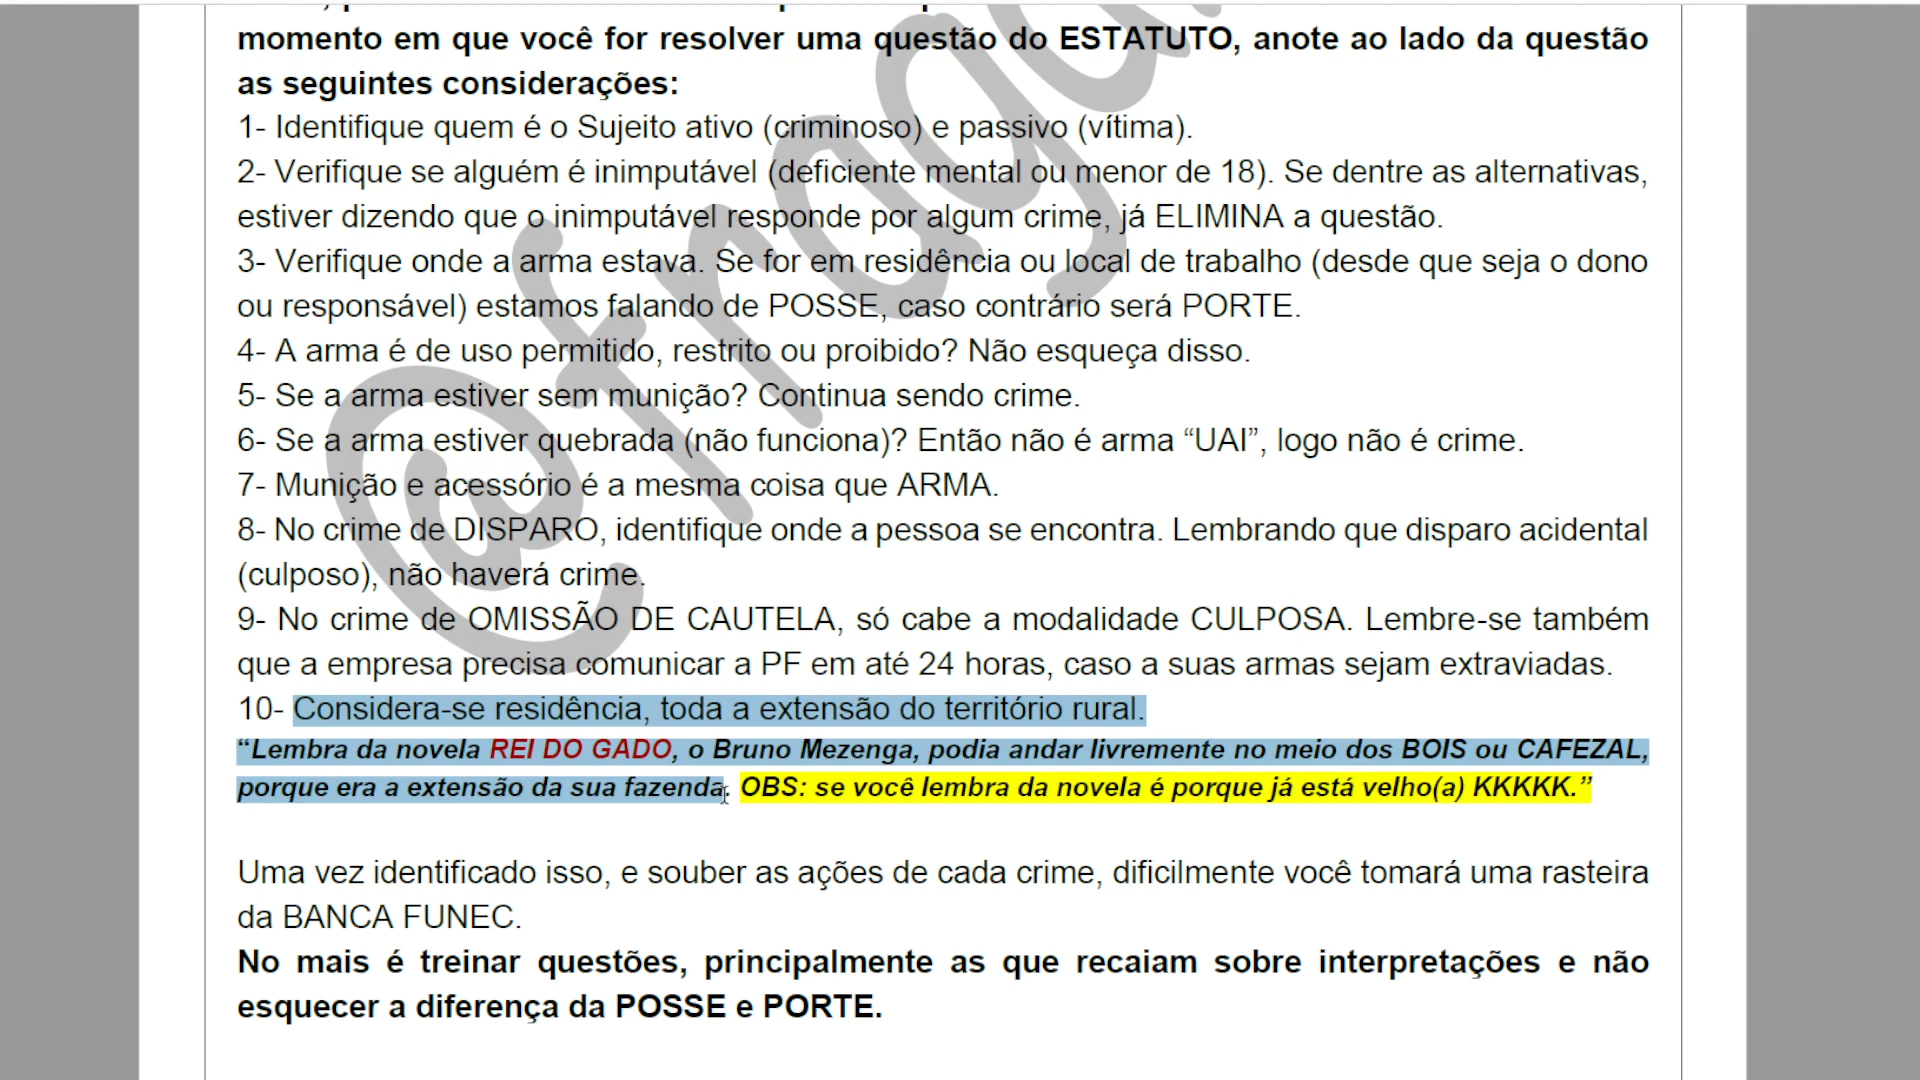 momento em que você for resolver uma questão do ESTATUTO, anote ao lado da questão
as seguintes considerações:
1- Identifique quem é o Sujeito ativo (criminoso) e passivo (vítima).
2- Verifique se alguém é inimputável (deficiente mental ou menor de 18). Se dentre as alternativas,
estiver dizendo que o inimputável responde por algum crime, já ELIMINA a questão.
3- Verifique onde a arma estava. Se for em residência ou local de trabalho (desde que seja o dono
ou responsável) estamos falando de POSSE, caso contrário será PORTE.
4- A arma é de uso permitido, restrito ou proibido? Não esqueça disso.
5- Se a arma estiver sem munição? Continua sendo crime.
6- Se a arma estiver quebrada (não funciona)? Então não é arma “UAI”, logo não é crime.
7- Munição e acessório é a mesma coisa que ARMA.
8- No crime de DISPARO, identifique onde a pessoa se encontra. Lembrando que disparo acidental
(culposo), não haverá crime.
9- No crime de OMISSÃO DE CAUTELA, só cabe a modalidade CULPOSA. Lembre-se também
que a empresa precisa comunicar a PF em até 24 horas, caso a suas armas sejam extraviadas.
10- Considera-se residência, toda a extensão do território rural.
“Lembra da novela REI DO GADO, o Bruno Mezenga, podia andar livremente no meio dos BOIS ou CAFEZAL,
porque era a extensão da sua fazenda. OBS: se você lembra da novela é porque já está velho(a) KKKKK.”
Uma vez identificado isso, e souber as ações de cada crime, dificilmente você tomará uma rasteira
da BANCA FUNEC.
No mais é treinar questões, principalmente as que recaiam sobre interpretações e não
esquecer a diferença da POSSE e PORTE.